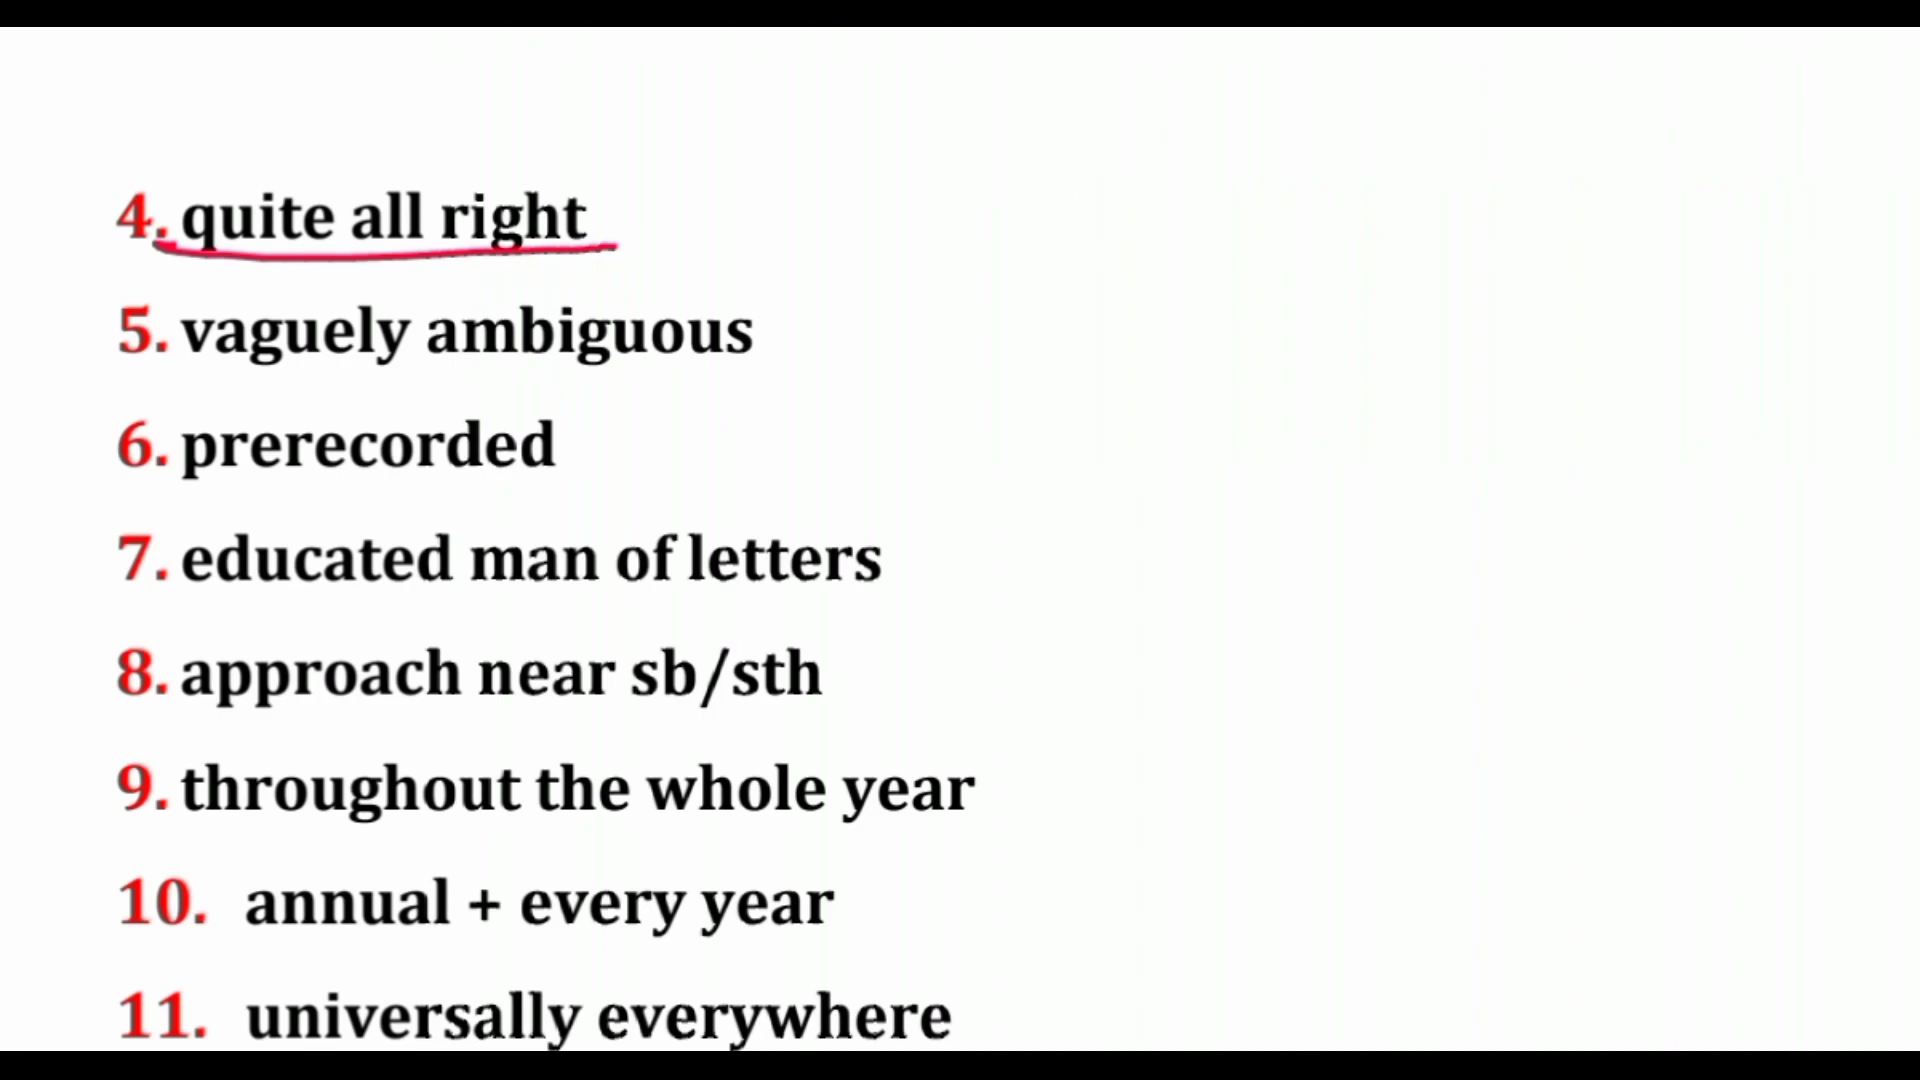 4. quite all right
5. vaguely ambiguous
6. prerecorded
7. educated man of letters
8. approach near sb/sth
9. throughout the whole year
10. annual + every year
11. universally everywhere